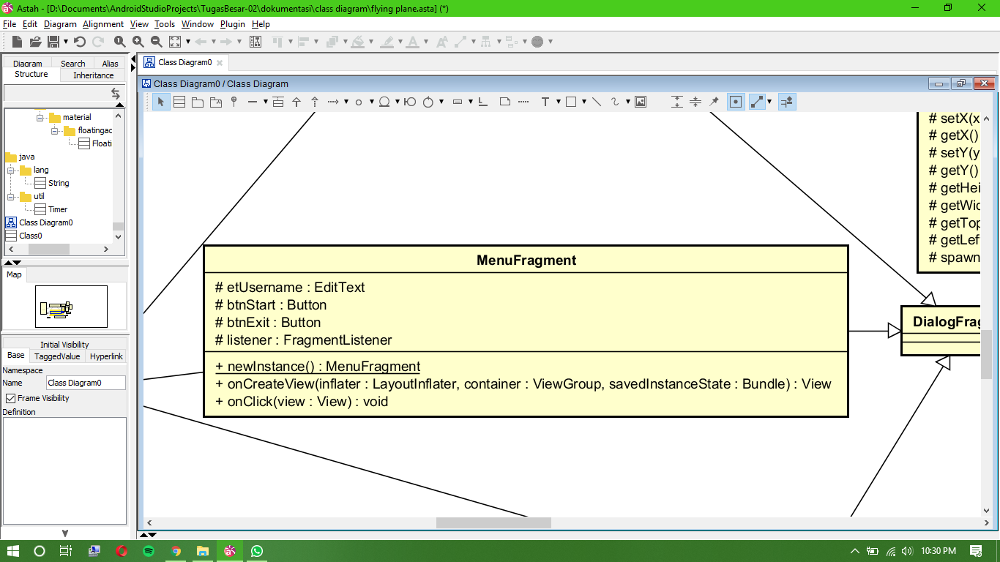 Astah - [D:\Documents\AndroidStudioProjects\TugasBesar-02\dokumentasi\class diagram\flying plane.asta] (*)
File Edit Diagram Alignment View Tools Window Plugin Help
Diagram Search Alias
Structure Inheritance
material
floatingac
Floati
java
lang
String
util
Timer
Class Diagram0
Class0
Map
Initial Visibility
Base TaggedValue Hyperlink
Namespace
Name Class Diagram0
Frame Visibility
Definition
Class Diagram0
Class Diagram0 / Class Diagram
T
# setX(x
# getX()
# setY(y
# getY()
# getHei
# getWid
# getTop
# getLef
# spawn
MenuFragment
# etUsername : EditText
# btnStart : Button
# btnExit : Button
# listener : FragmentListener
+ newInstance() : MenuFragment
+ onCreateView(inflater : LayoutInflater, container : ViewGroup, savedInstanceState : Bundle) : View
+ onClick(view : View) : void
DialogFrag
10:30 PM